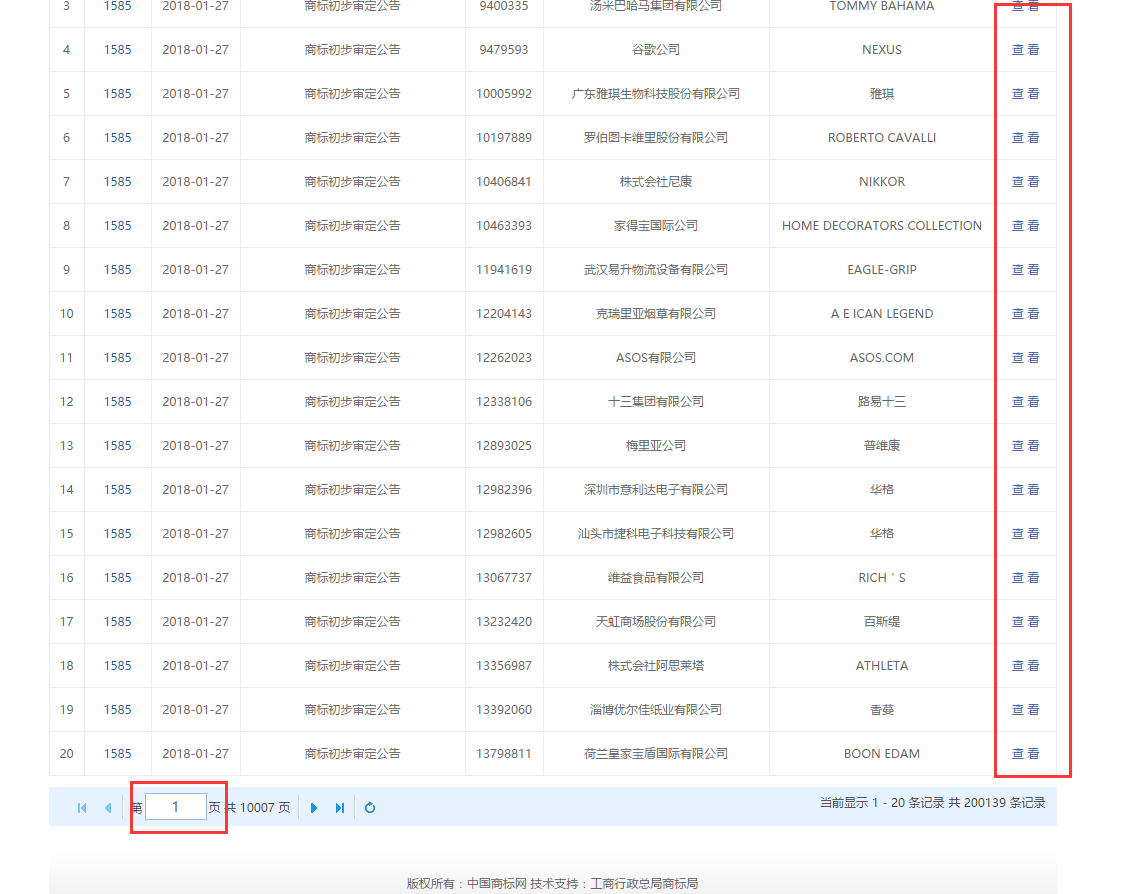 3 1585 2018-01-27 商标初步审定公告 9400335 汤米巴哈马集团有限公司 TOMMY BAHAMA 查 看
4 1585 2018-01-27 商标初步审定公告 9479593 谷歌公司 NEXUS 查 看
5 1585 2018-01-27 商标初步审定公告 10005992 广东雅琪生物科技股份有限公司 雅琪 查 看
6 1585 2018-01-27 商标初步审定公告 10197889 罗伯图卡维里股份有限公司 ROBERTO CAVALLI 查 看
7 1585 2018-01-27 商标初步审定公告 10406841 株式会社尼康 NIKKOR 查 看
8 1585 2018-01-27 商标初步审定公告 10463393 家得宝国际公司 HOME DECORATORS COLLECTION 查 看
9 1585 2018-01-27 商标初步审定公告 11941619 武汉易升物流设备有限公司 EAGLE-GRIP 查 看
10 1585 2018-01-27 商标初步审定公告 12204143 克瑞里亚烟草有限公司 A E ICAN LEGEND 查 看
11 1585 2018-01-27 商标初步审定公告 12262023 ASOS有限公司 ASOS.COM 查 看
12 1585 2018-01-27 商标初步审定公告 12338106 十三集团有限公司 路易十三 查 看
13 1585 2018-01-27 商标初步审定公告 12893025 梅里亚公司 普维康 查 看
14 1585 2018-01-27 商标初步审定公告 12982396 深圳市意利达电子有限公司 华格 查 看
15 1585 2018-01-27 商标初步审定公告 12982605 汕头市捷科电子科技有限公司 华格 查 看
16 1585 2018-01-27 商标初步审定公告 13067737 维益食品有限公司 RICH ' S 查 看
17 1585 2018-01-27 商标初步审定公告 13232420 天虹商场股份有限公司 百斯缇 查 看
18 1585 2018-01-27 商标初步审定公告 13356987 株式会社阿思莱塔 ATHLETA 查 看
19 1585 2018-01-27 商标初步审定公告 13392060 淄博优尔佳纸业有限公司 香葵 查 看
20 1585 2018-01-27 商标初步审定公告 13798811 荷兰皇家宝盾国际有限公司 BOON EDAM 查 看
第 1 页 共 10007 页 当前显示 1 - 20 条记录 共 200139 条记录
版权所有：中国商标网 技术支持：工商行政总局商标局